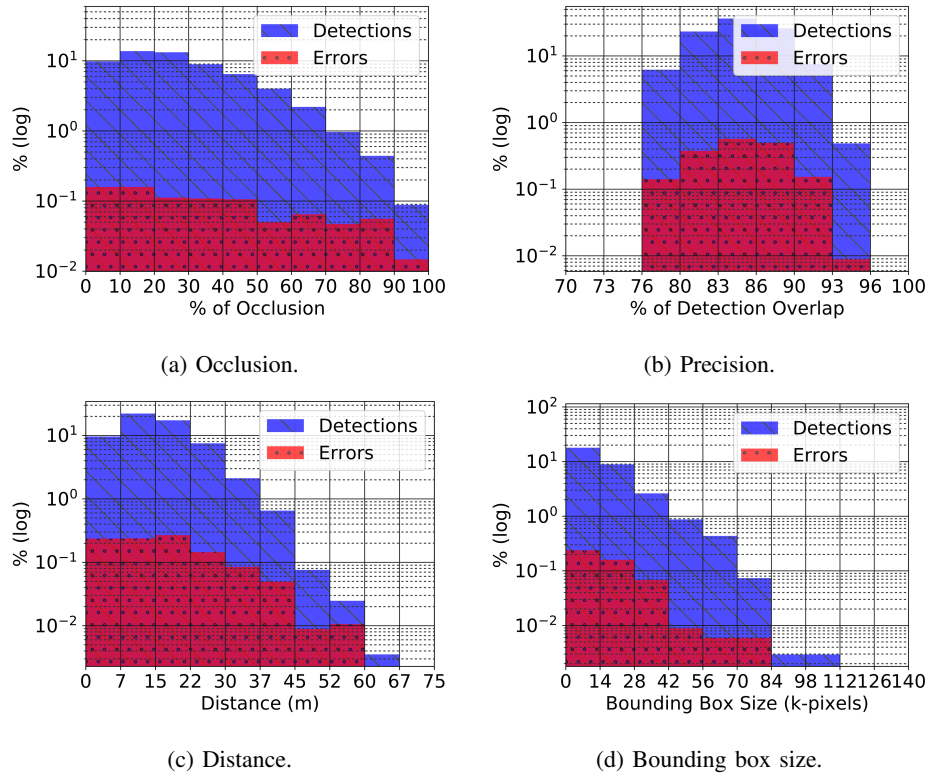 Detections
Errors
10^1
10^0
10^-1
10^-2
% (log)
0 10 20 30 40 50 60 70 80 90 100
% of Occlusion
(a) Occlusion.
Detections
Errors
10^1
10^0
10^-1
10^-2
% (log)
70 73 76 80 83 86 90 93 96 100
% of Detection Overlap
(b) Precision.
Detections
Errors
10^1
10^0
10^-1
10^-2
% (log)
0 7 15 22 30 37 45 52 60 67 75
Distance (m)
(c) Distance.
Detections
Errors
10^2
10^1
10^0
10^-1
10^-2
% (log)
0 14 28 42 56 70 84 98 112 126 140
Bounding Box Size (k-pixels)
(d) Bounding box size.